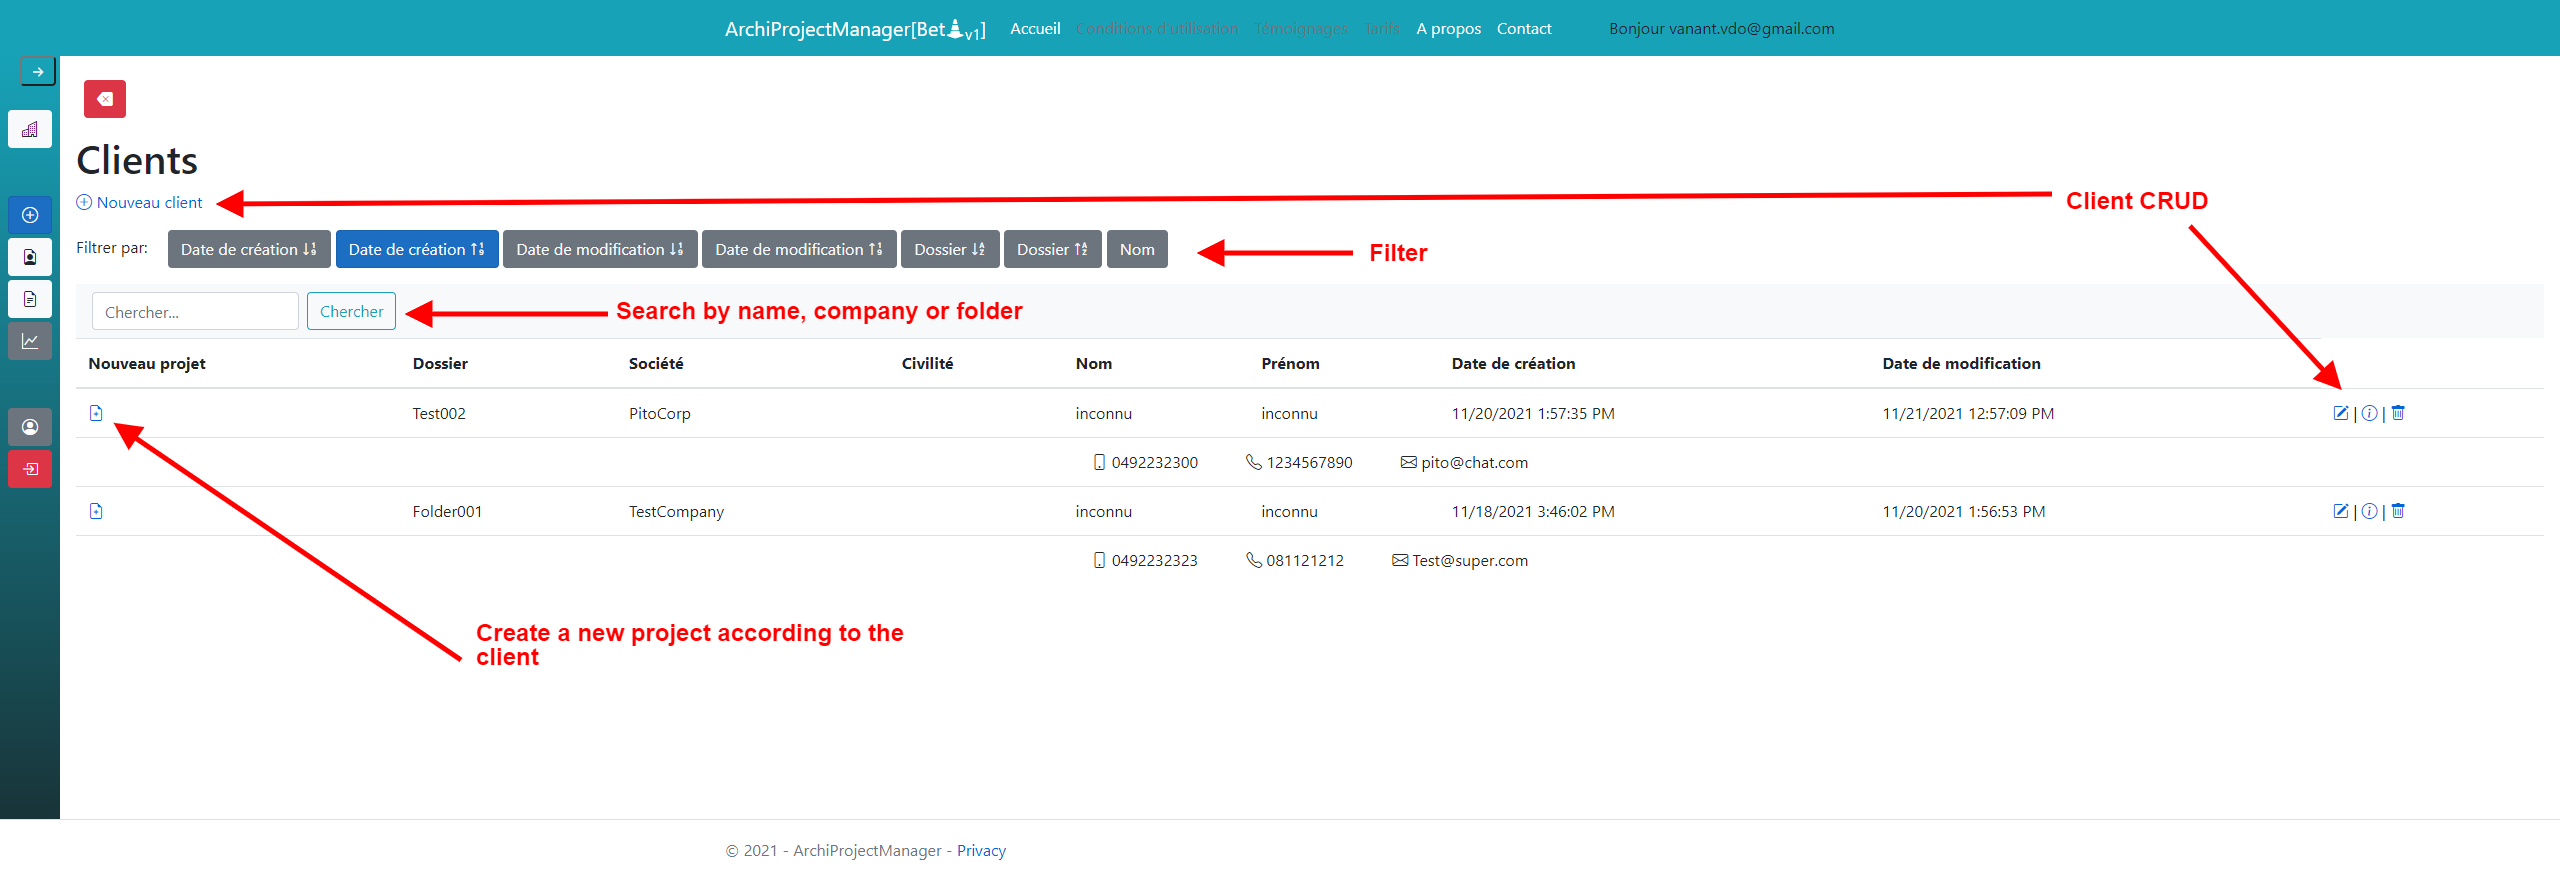 ArchiProjectManager[Bet v1] Accueil Conditions d'utilisation Témoignages Tarifs A propos Contact Bonjour vanant.vdo@gmail.com
Clients
Nouveau client
Client CRUD
Filtrer par: Date de création Date de création Date de modification Date de modification Dossier Dossier Nom
Filter
Chercher... Chercher
Search by name, company or folder
Nouveau projet Dossier Société Civilité Nom Prénom Date de création Date de modification
Test002 PitoCorp inconnu inconnu 11/20/2021 1:57:35 PM 11/21/2021 12:57:09 PM | |
0492232300 1234567890 pito@chat.com
Folder001 TestCompany inconnu inconnu 11/18/2021 3:46:02 PM 11/20/2021 1:56:53 PM | |
0492232323 081121212 Test@super.com
Create a new project according to the
client
© 2021 - ArchiProjectManager - Privacy